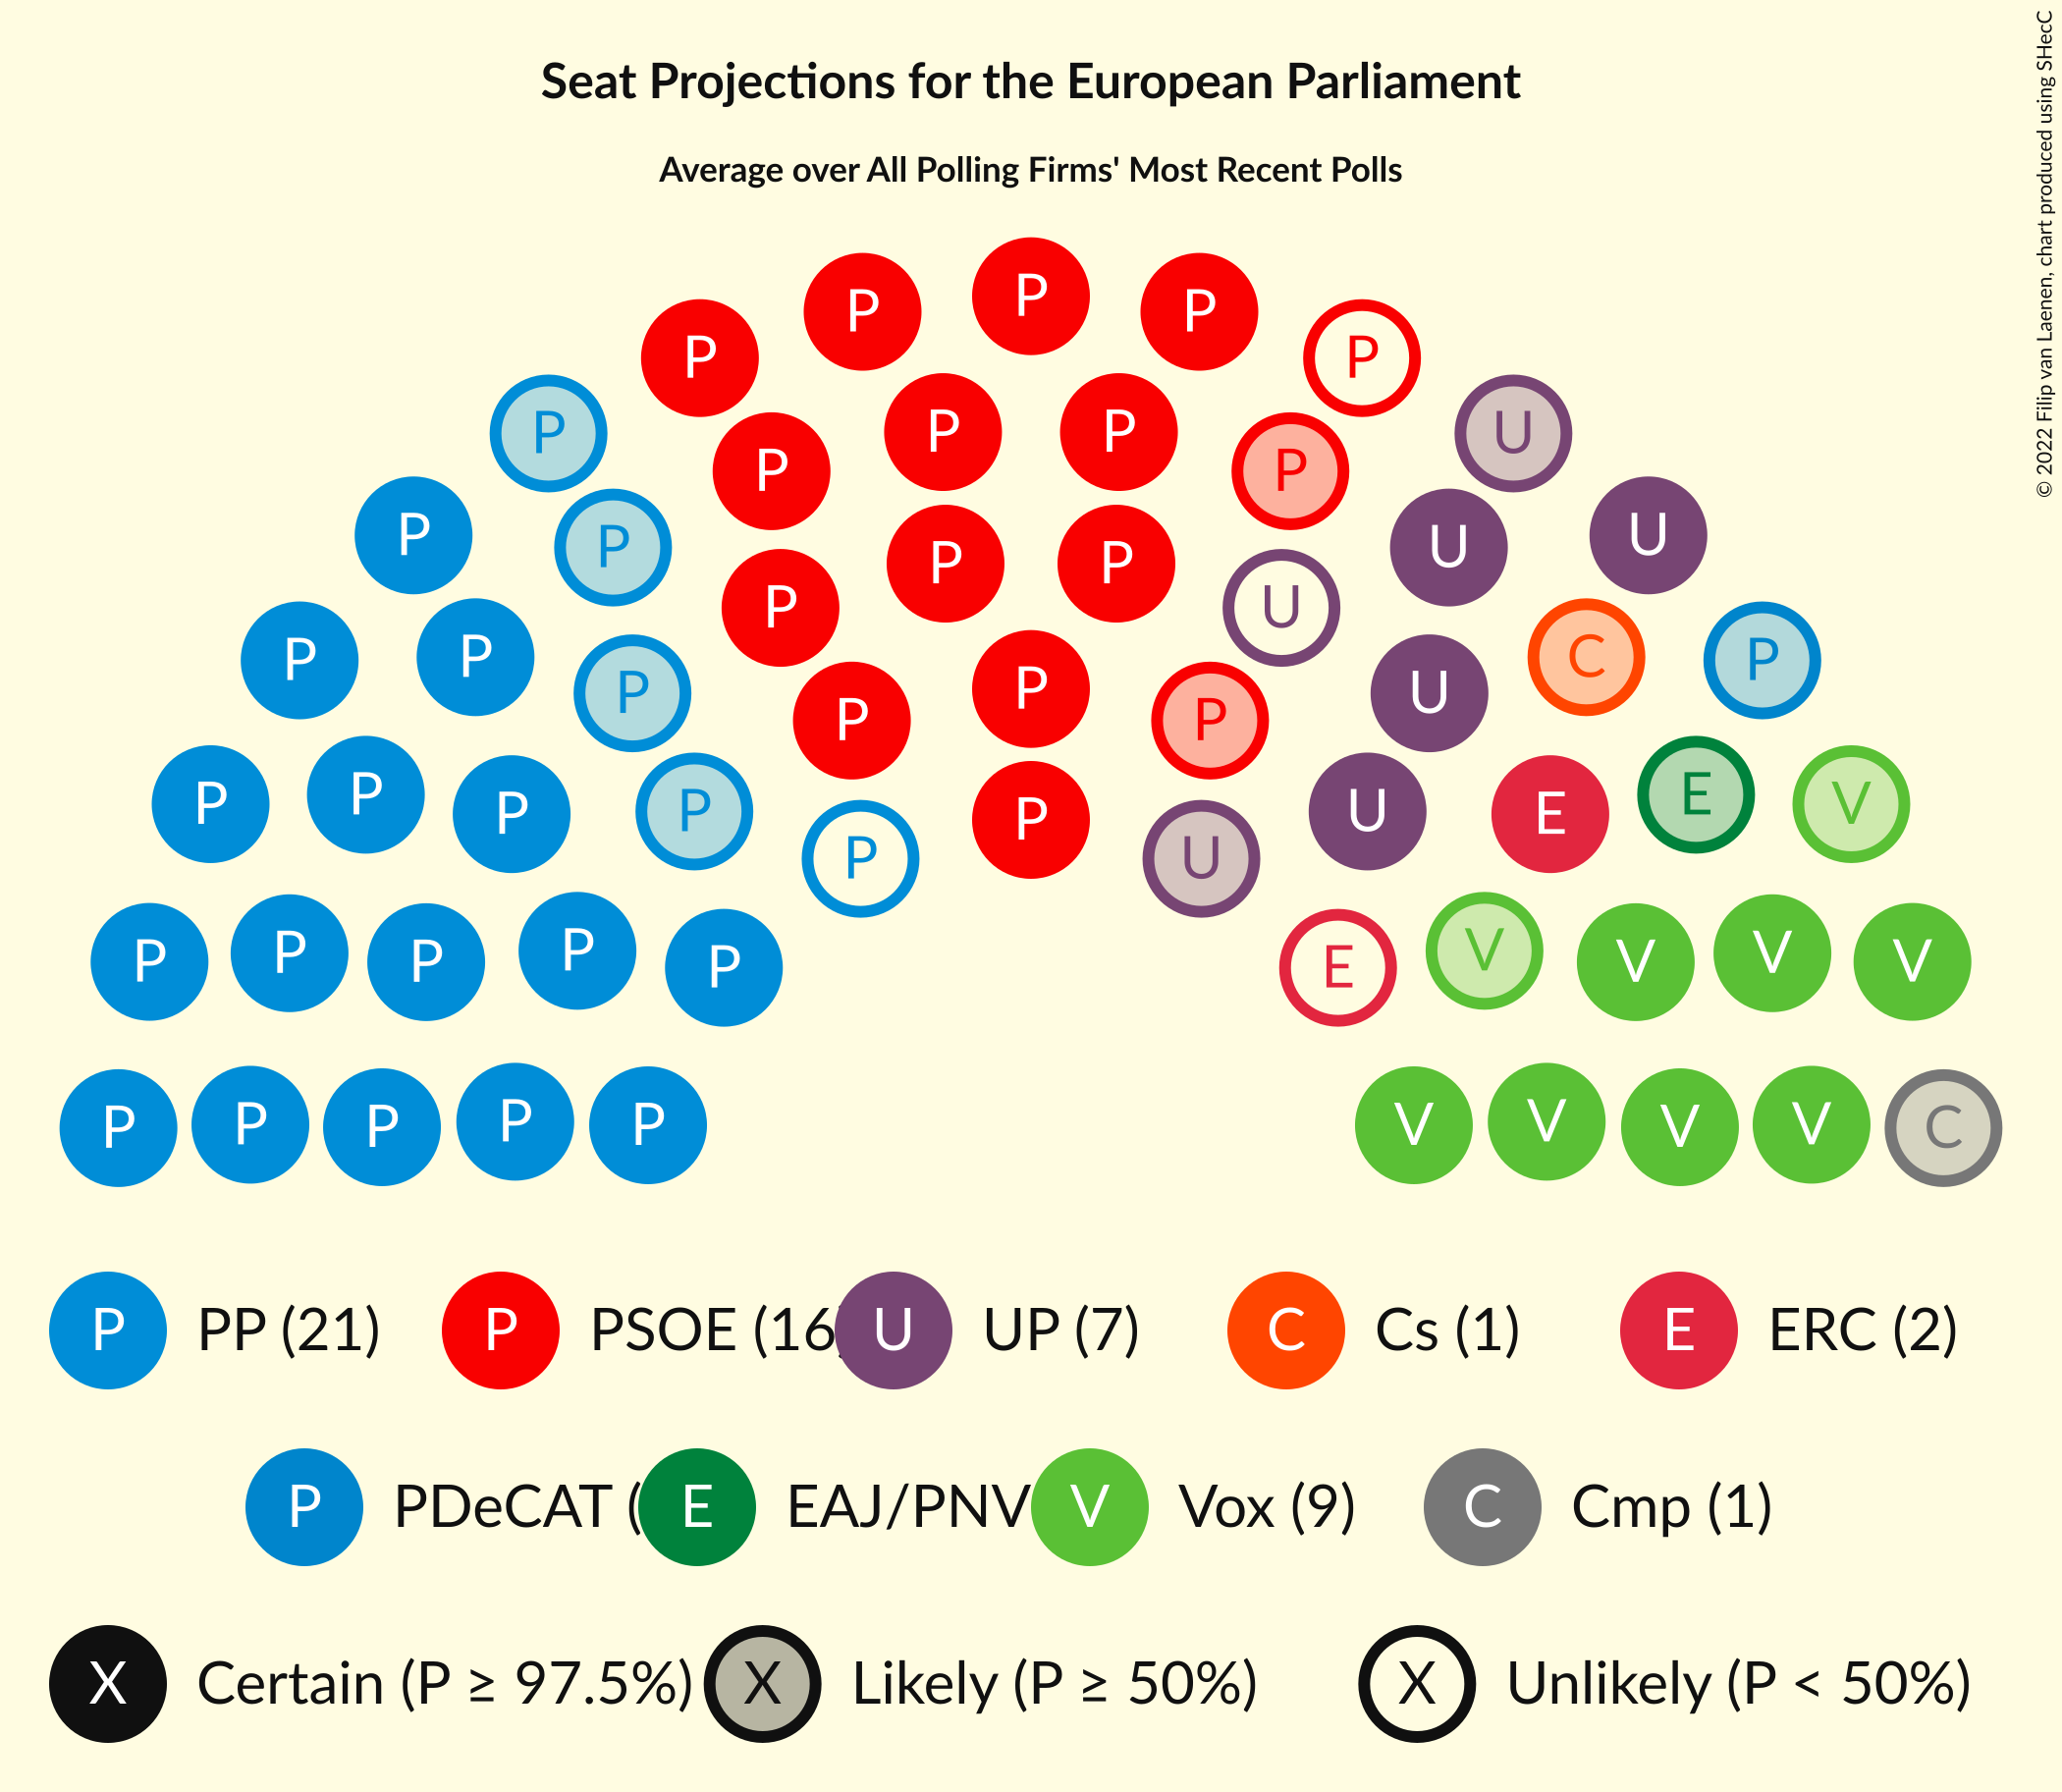 Seat Projections for the European Parliament
Average over All Polling Firms' Most Recent Polls
© 2022 Filip van Laenen, chart produced using SHecC
P P P P P
P P P U
P P P P U U
P P P P U
P P U C P
P P P P U
P P P P U E E V
P P U
P P P P P E V V V V
P P P P P V V V V C
P PP (21) P PSOE (16 U UP (7) C Cs (1) E ERC (2)
P PDeCAT ( E EAJ/PNV V Vox (9) C Cmp (1)
X Certain (P ≥ 97.5%) X Likely (P ≥ 50%) X Unlikely (P < 50%)